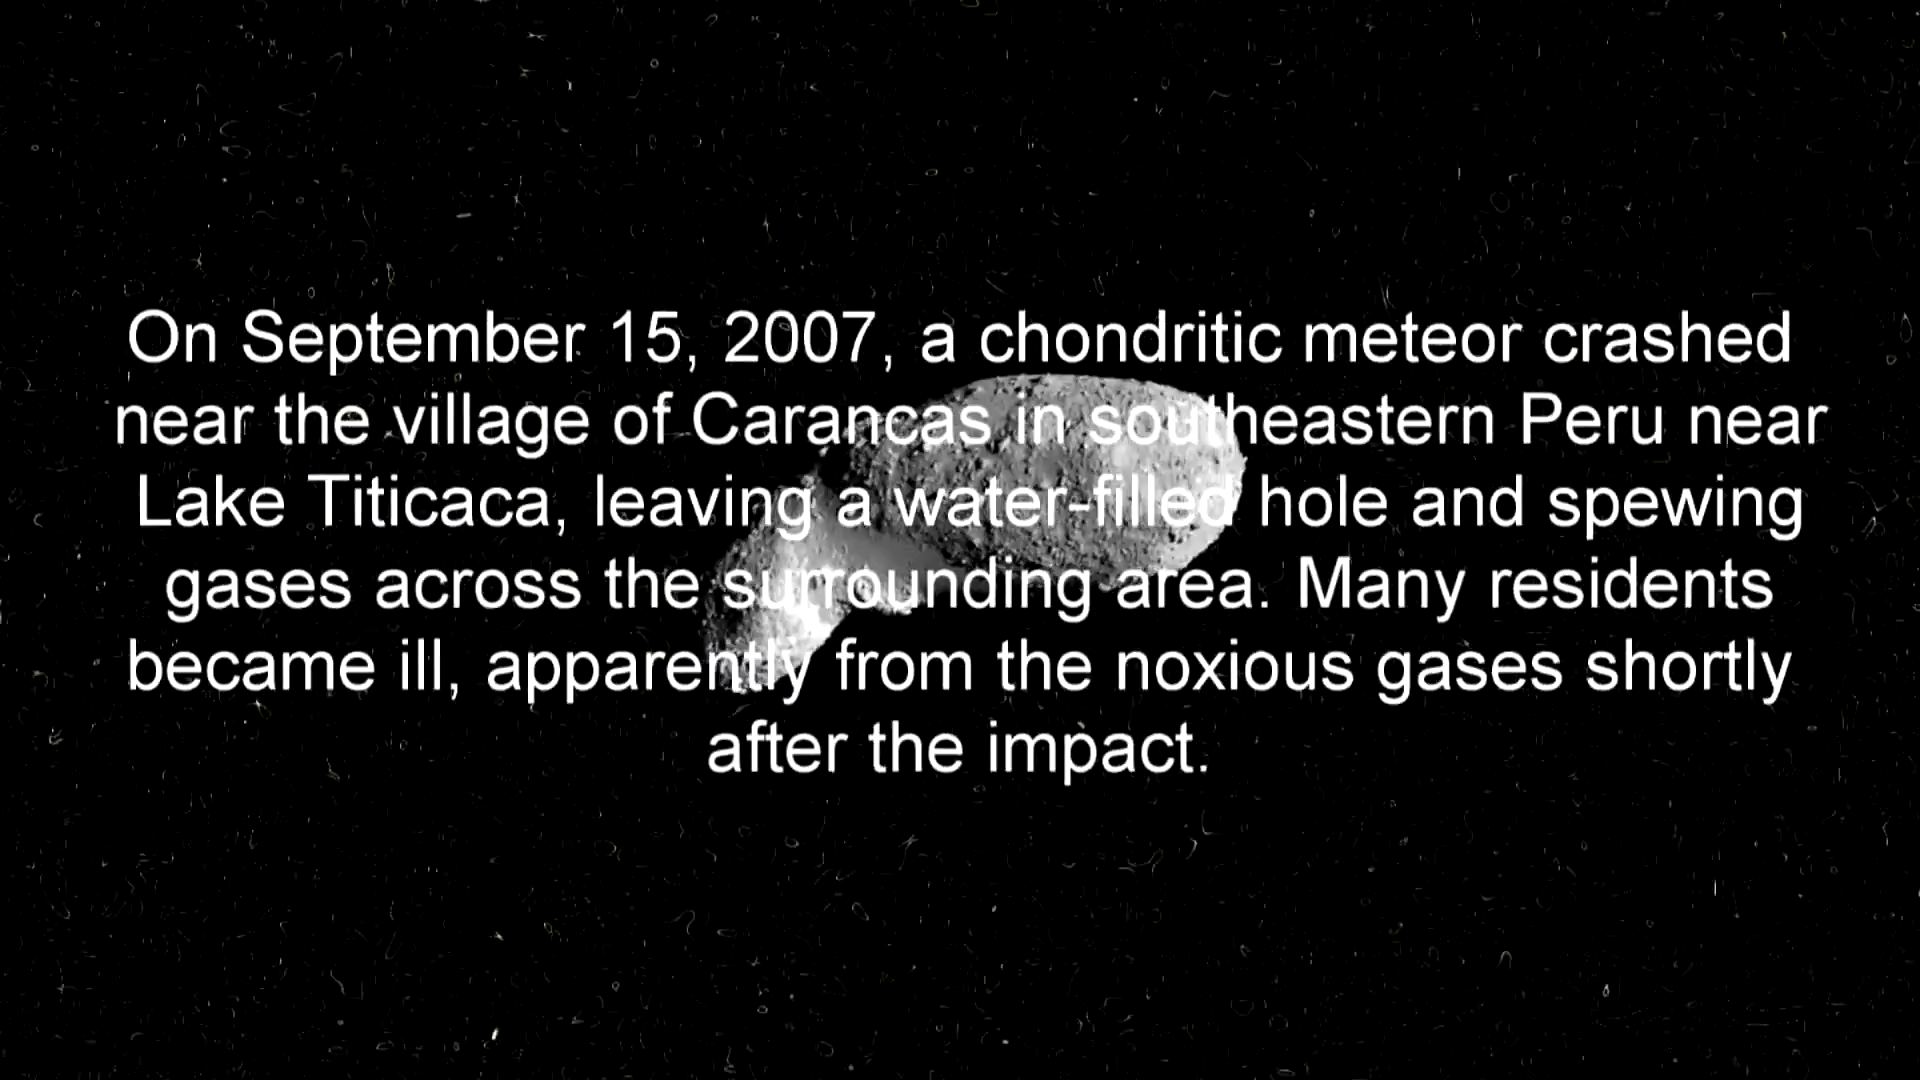 On September 15, 2007, a chondritic meteor crashed
near the village of Carancas in southeastern Peru near
Lake Titicaca, leaving a water-filled hole and spewing
gases across the surrounding area. Many residents
became ill, apparently from the noxious gases shortly
after the impact.